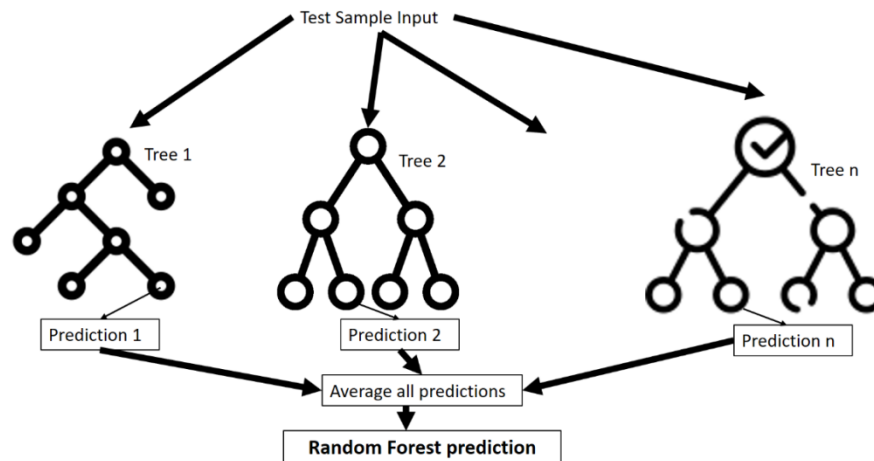 Test Sample Input
Tree 1
Tree 2
Tree n
Prediction 1
Prediction 2
Prediction n
Average all predictions
Random Forest prediction